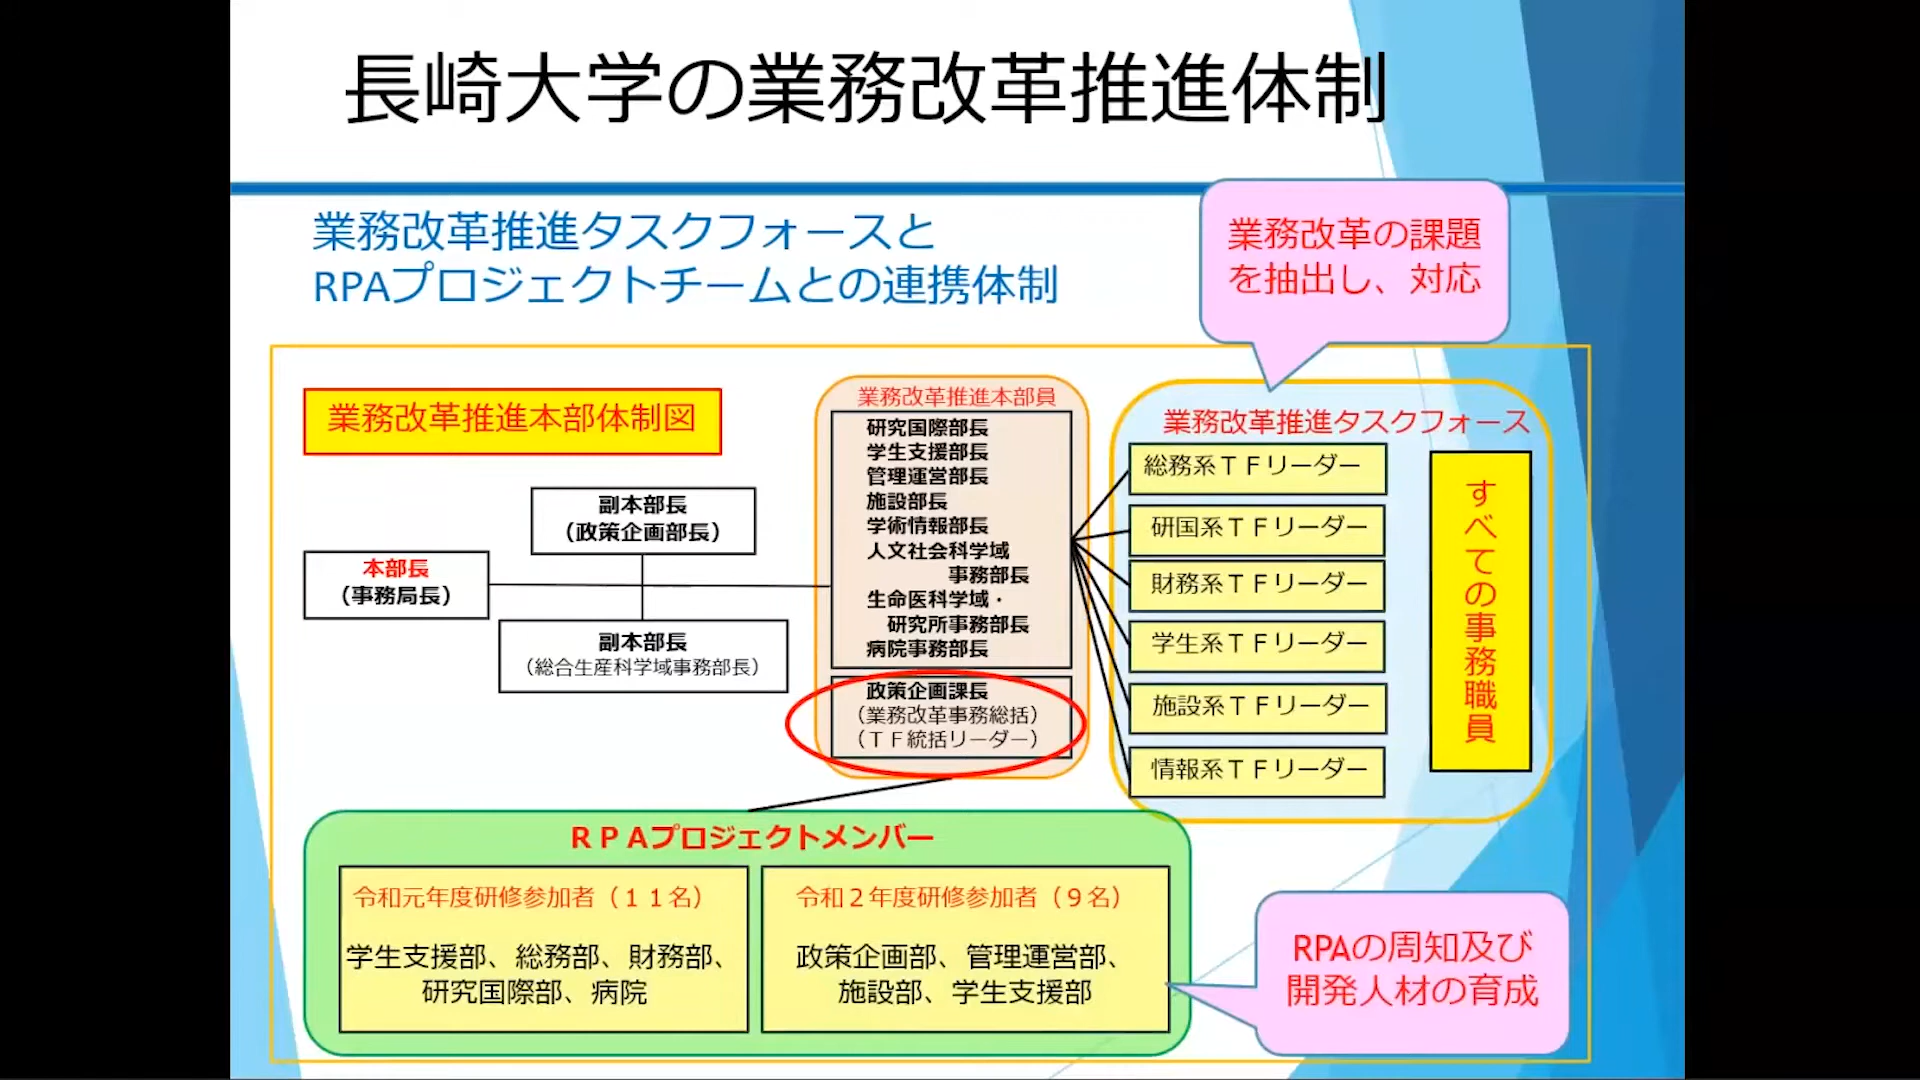 長崎大学の業務改革推進体制
業務改革推進タスクフォースと
RPAプロジェクトチームとの連携体制
業務改革の課題
を抽出し、対応
業務改革推進本部体制図
本部長
（事務局長）
副本部長
（政策企画部長）
副本部長
（総合生産科学域事務部長）
業務改革推進本部員
研究国際部長
学生支援部長
管理運営部長
施設部長
学術情報部長
人文社会科学域
事務部長
生命医科学域・
研究所事務部長
病院事務部長
政策企画課長
（業務改革事務総括）
（ＴＦ統括リーダー）
業務改革推進タスクフォース
総務系ＴＦリーダー
研国系ＴＦリーダー
財務系ＴＦリーダー
学生系ＴＦリーダー
施設系ＴＦリーダー
情報系ＴＦリーダー
すべての事務職員
ＲＰＡプロジェクトメンバー
令和元年度研修参加者（１１名）
学生支援部、総務部、財務部、
研究国際部、病院
令和２年度研修参加者（９名）
政策企画部、管理運営部、
施設部、学生支援部
RPAの周知及び
開発人材の育成